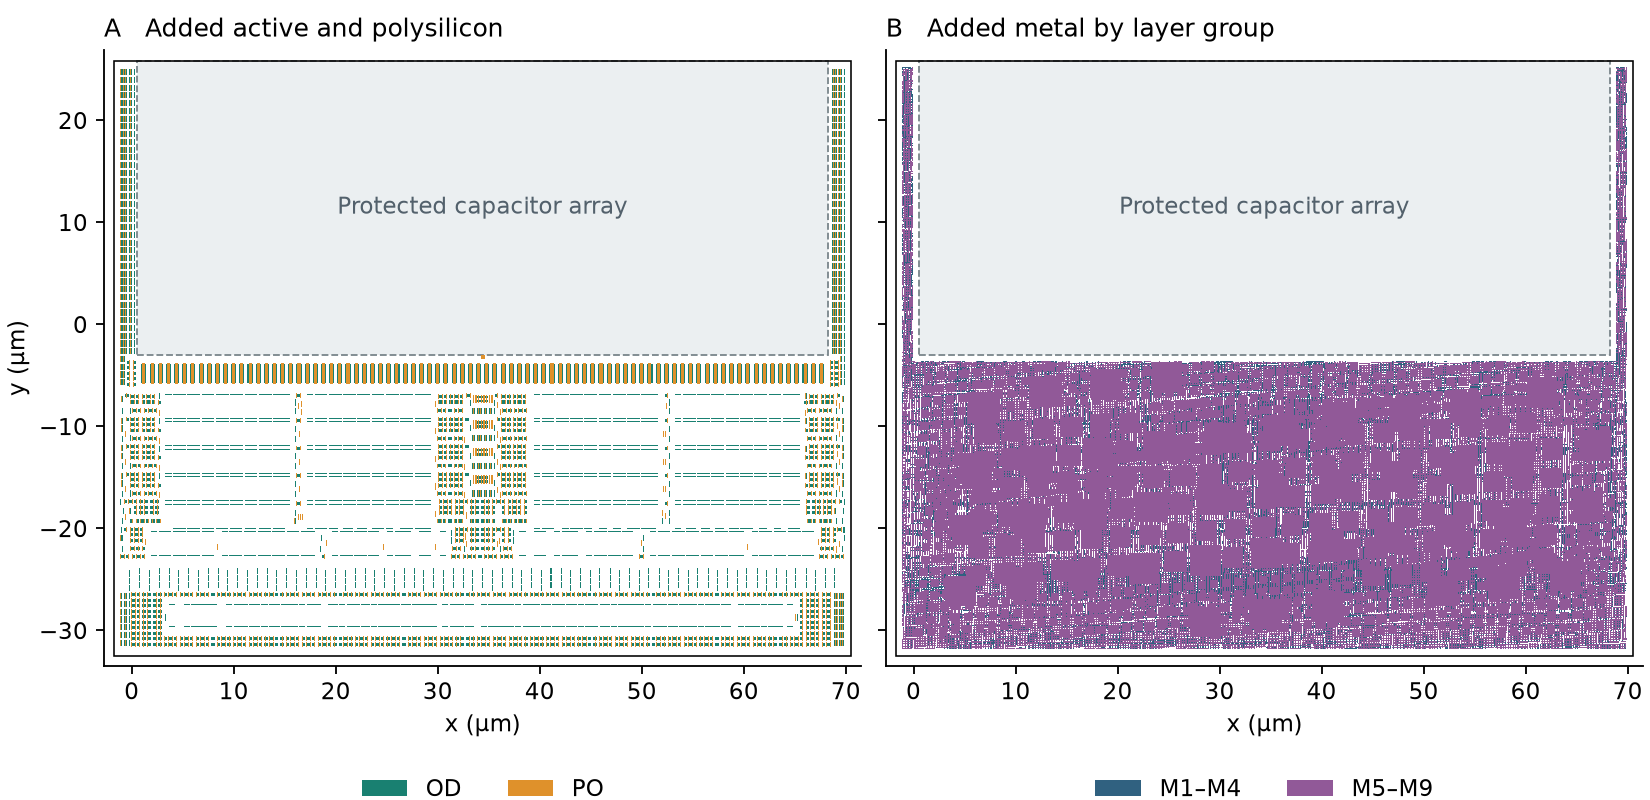 A Added active and polysilicon
B Added metal by layer group
Protected capacitor array
Protected capacitor array
y (µm)
20
10
0
−10
−20
−30
0 10 20 30 40 50 60 70
0 10 20 30 40 50 60 70
x (µm)
x (µm)
OD PO
M1–M4 M5–M9